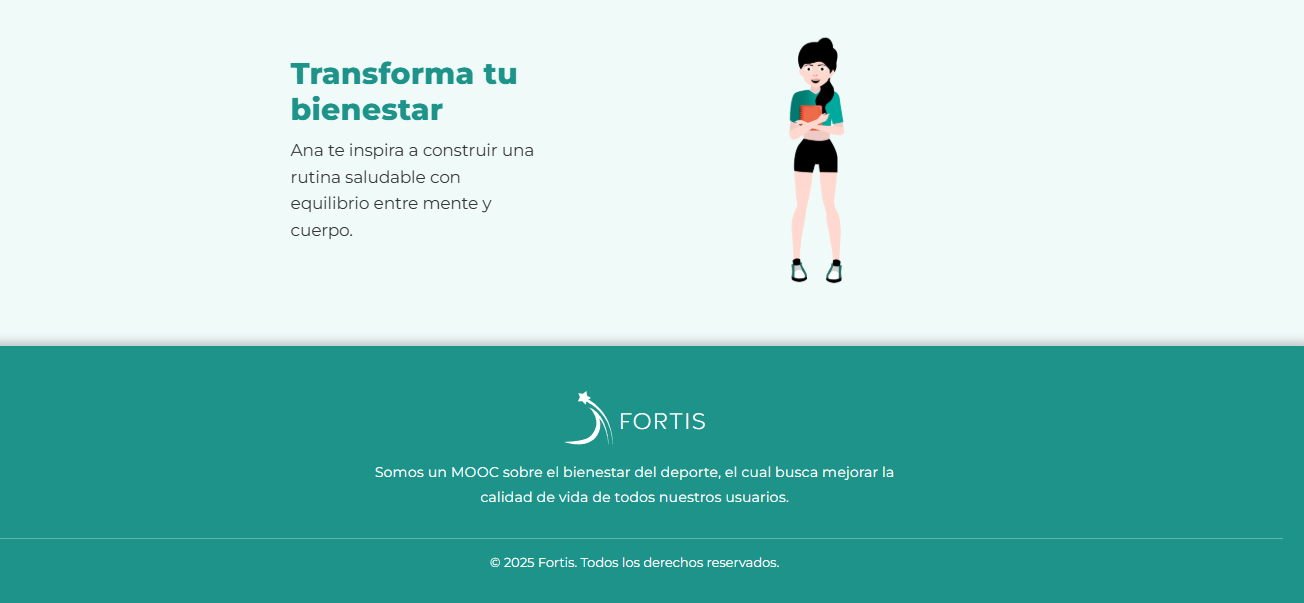 Transforma tu
bienestar
Ana te inspira a construir una
rutina saludable con
equilibrio entre mente y
cuerpo.
FORTIS
Somos un MOOC sobre el bienestar del deporte, el cual busca mejorar la
calidad de vida de todos nuestros usuarios.
© 2025 Fortis. Todos los derechos reservados.